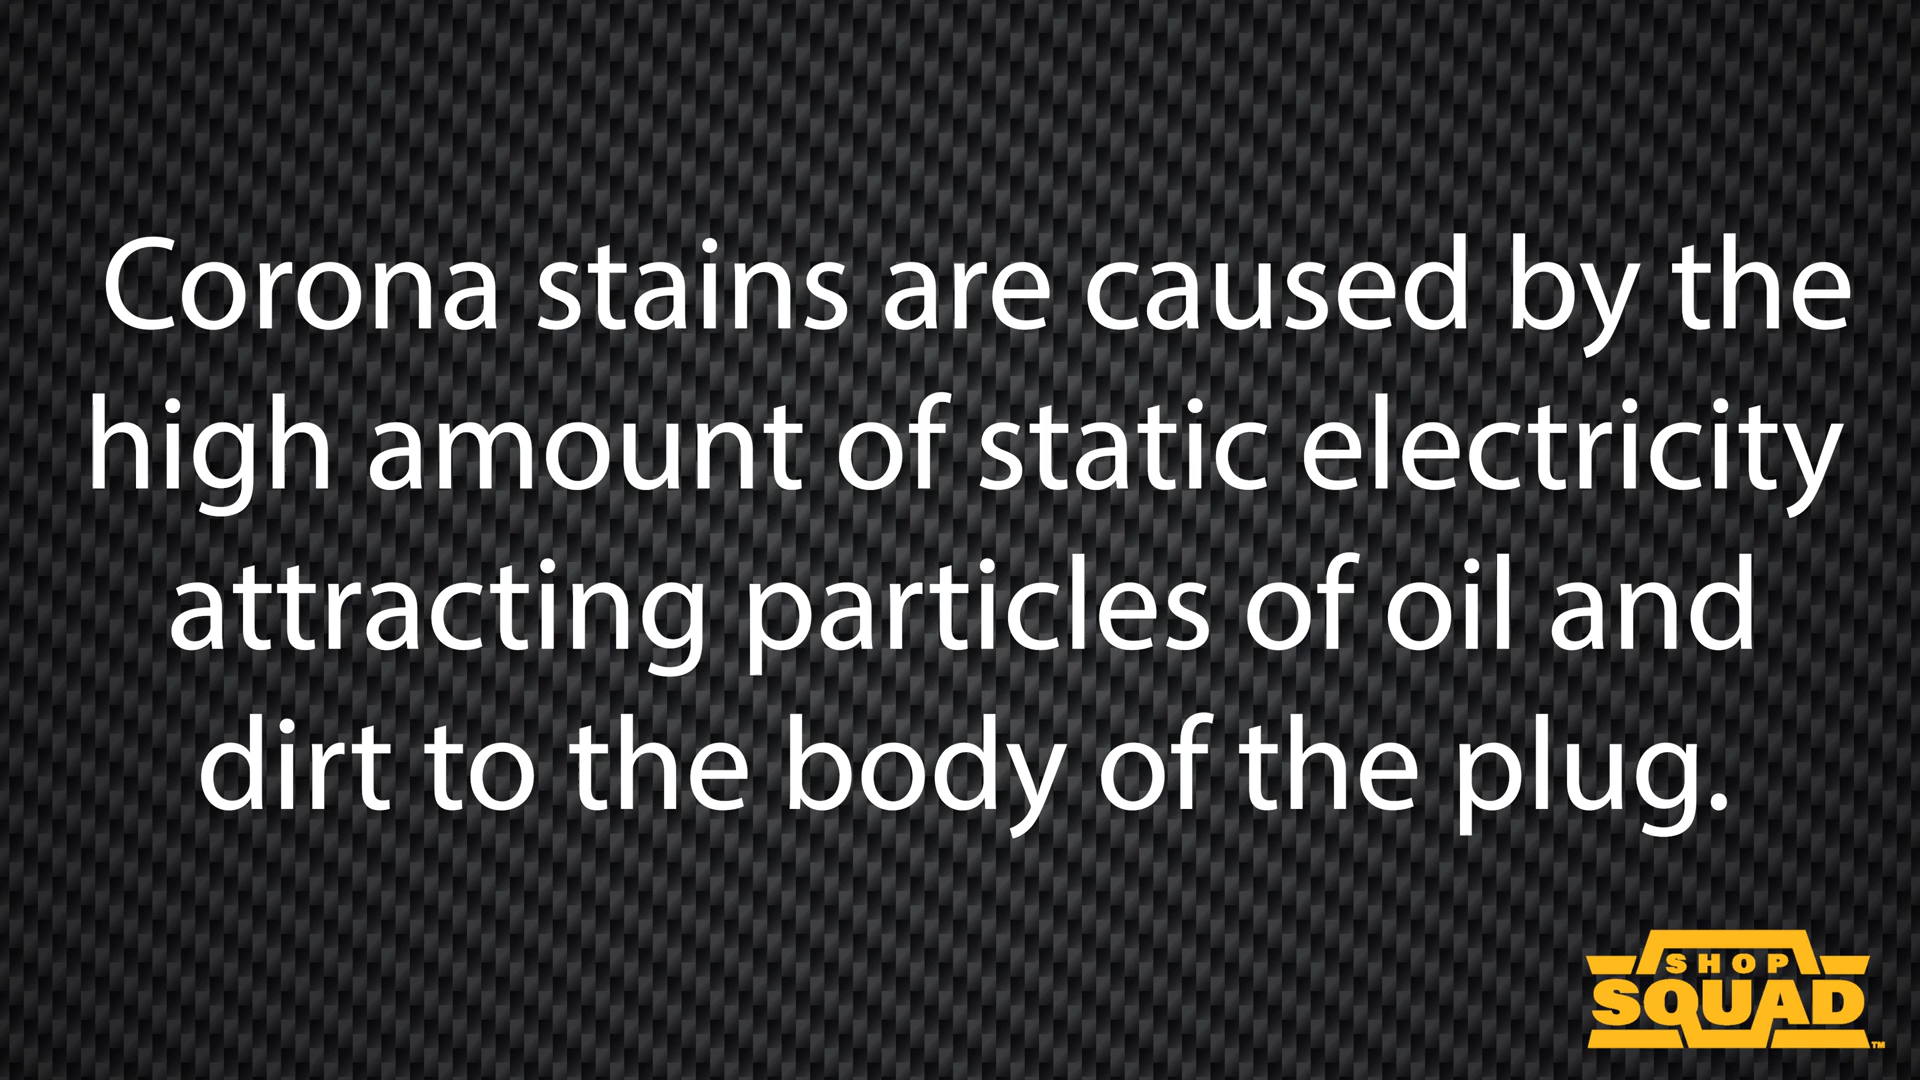 Corona stains are caused by the
high amount of static electricity
attracting particles of oil and
dirt to the body of the plug.
SHOP
SQUAD
TM